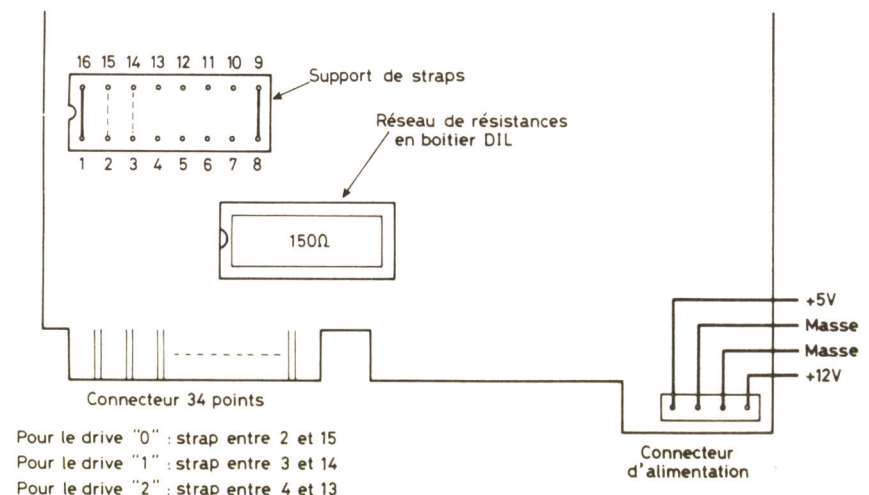 16 15 14 13 12 11 10 9
Support de straps
1 2 3 4 5 6 7 8
Réseau de résistances
en boitier DIL
150Ω
+5V
Masse
Masse
+12V
Connecteur 34 points
Connecteur
d'alimentation
Pour le drive "0" : strap entre 2 et 15
Pour le drive "1" : strap entre 3 et 14
Pour le drive "2" : strap entre 4 et 13